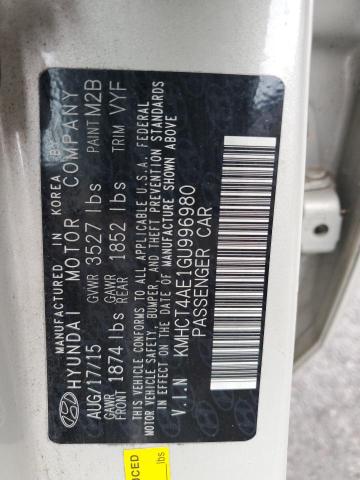 MANUFACTURED IN KOREA BY
HYUNDAI MOTOR COMPANY
AUG/17/15 GVWR 3527 lbs PAINT M2B
GAWR FRONT 1874 lbs GAWR REAR 1852 lbs TRIM VYF
THIS VEHICLE CONFORMS TO ALL APPLICABLE U.S.A. FEDERAL
MOTOR VEHICLE SAFETY, BUMPER, AND THEFT PREVENTION STANDARDS
IN EFFECT ON THE DATE OF MANUFACTURE SHOWN ABOVE
V.I.N KMHCT4AE1GU996980
PASSENGER CAR
lbs